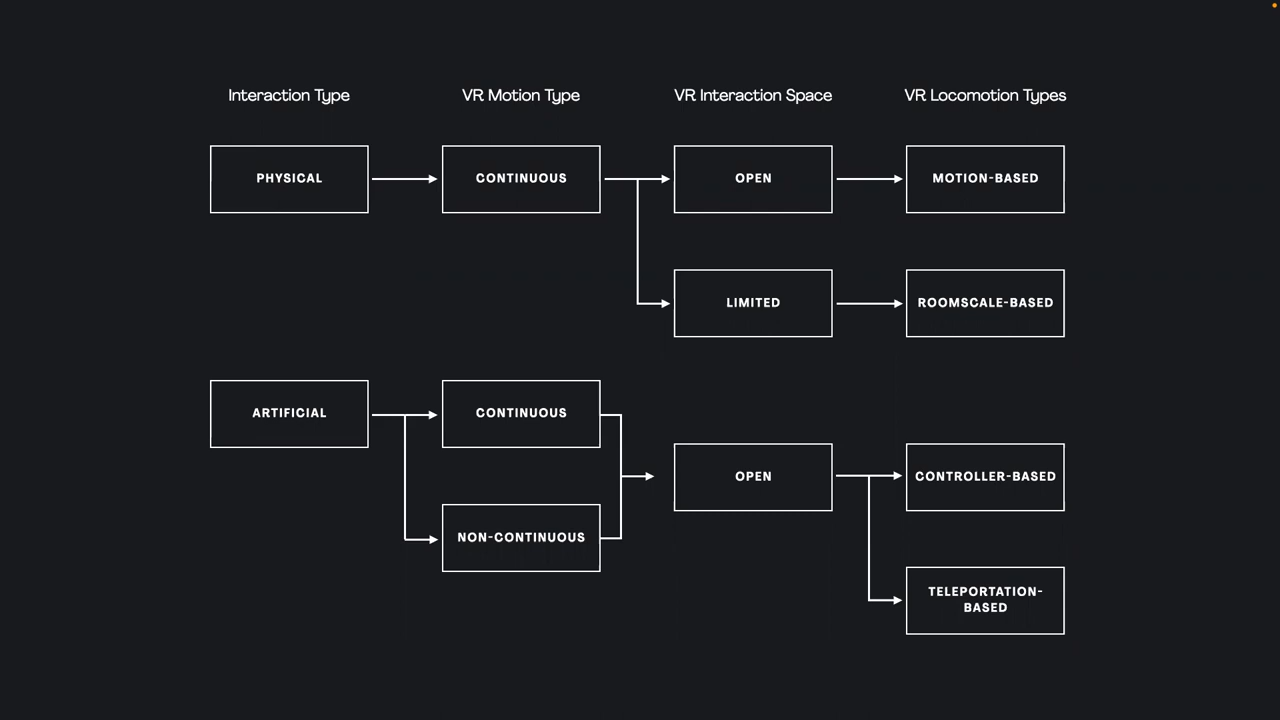 Interaction Type
VR Motion Type
VR Interaction Space
VR Locomotion Types
PHYSICAL
CONTINUOUS
OPEN
MOTION-BASED
LIMITED
ROOMSCALE-BASED
ARTIFICIAL
CONTINUOUS
OPEN
CONTROLLER-BASED
NON-CONTINUOUS
TELEPORTATION-
BASED